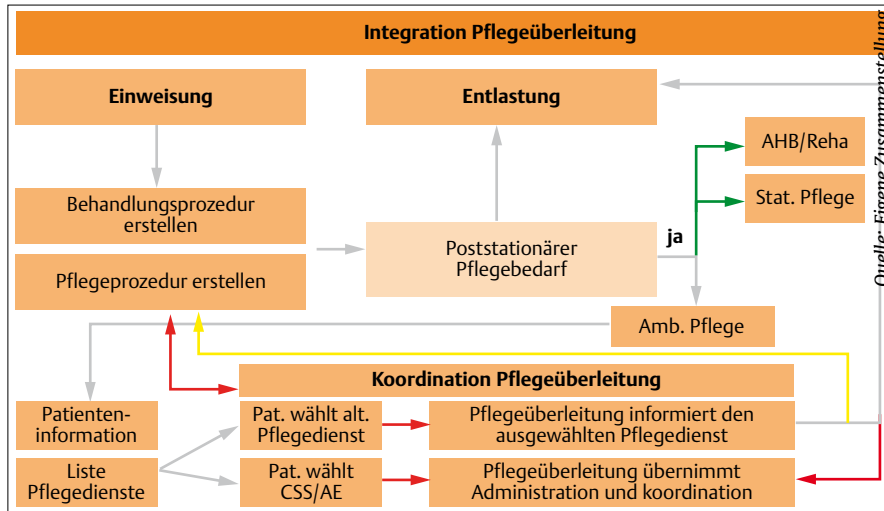 Integration Pflegeüberleitung
Einweisung
Entlastung
AHB/Reha
Behandlungsprozedur
erstellen
Stat. Pflege
Poststationärer
Pflegebedarf
ja
Pflegeprozedur erstellen
Amb. Pflege
Koordination Pflegeüberleitung
Patienten-
information
Pat. wählt alt.
Pflegedienst
Pflegeüberleitung informiert den
ausgewählten Pflegedienst
Liste
Pflegedienste
Pat. wählt
CSS/AE
Pflegeüberleitung übernimmt
Administration und koordination
Quelle: Eigene Zusammenstellung